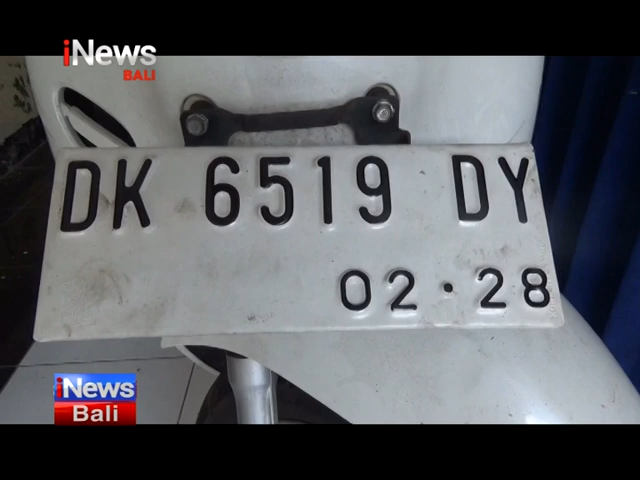 iNews
BALI
DK 6519 DY
02·28
iNews
Bali